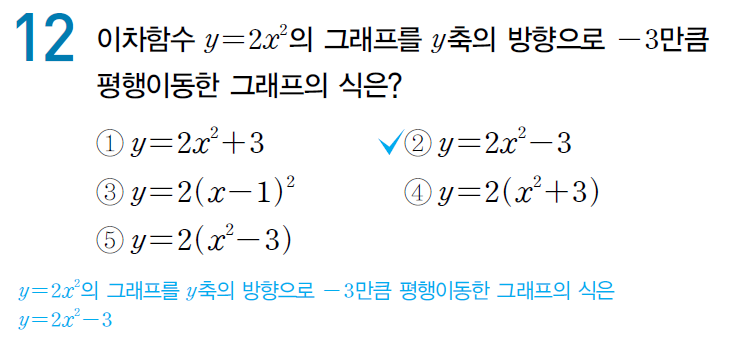 12 이차함수 y=2x²의 그래프를 y축의 방향으로 -3만큼
평행이동한 그래프의 식은?
① y=2x²+3 ② y=2x²-3
③ y=2(x-1)² ④ y=2(x²+3)
⑤ y=2(x²-3)
y=2x²의 그래프를 y축의 방향으로 -3만큼 평행이동한 그래프의 식은
y=2x²-3